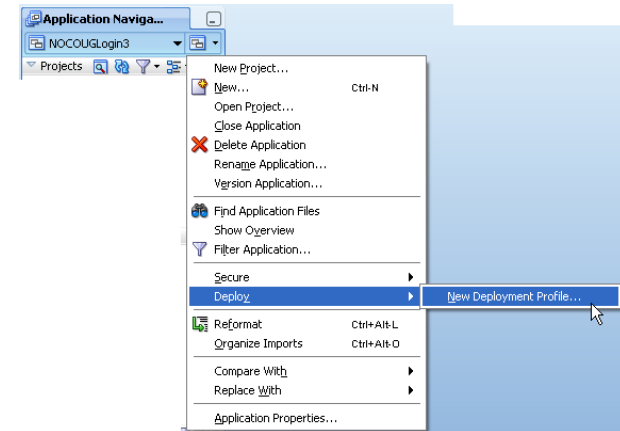 Application Naviga...
NOCOUGLogin3
Projects
New Project...
New... Ctrl-N
Open Project...
Close Application
Delete Application
Rename Application...
Version Application...
Find Application Files
Show Overview
Filter Application...
Secure
Deploy New Deployment Profile...
Reformat Ctrl+Alt-L
Organize Imports Ctrl+Alt-O
Compare With
Replace With
Application Properties...